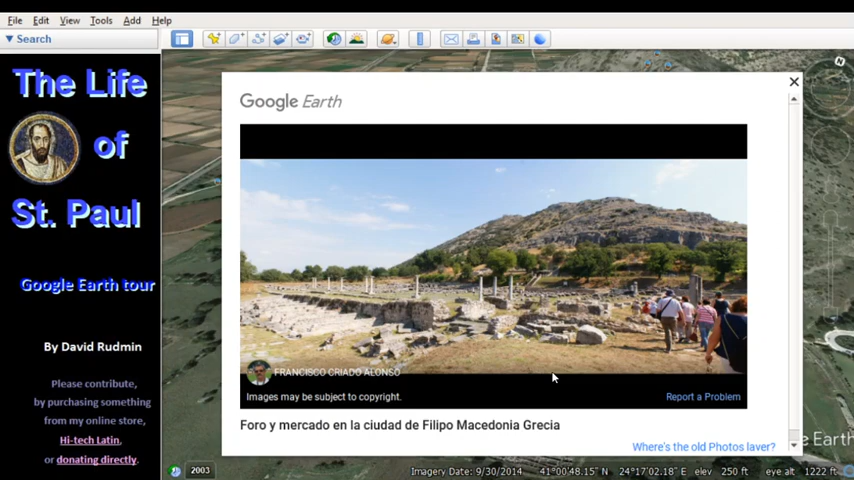 File Edit View Tools Add Help
Search
The Life
of
St. Paul
Google Earth tour
By David Rudmin
Please contribute,
by purchasing something
from my online store,
Hi-tech Latin,
or donating directly.
Google Earth
N
FRANCISCO CRIADO ALONSO
Images may be subject to copyright.
Report a Problem
Foro y mercado en la ciudad de Filipo Macedonia Grecia
Where's the old Photos layer?
e Earth
2003
Imagery Date: 9/30/2014 41°00'48.15" N 24°17'02.18" E elev 250 ft eye alt 1222 ft